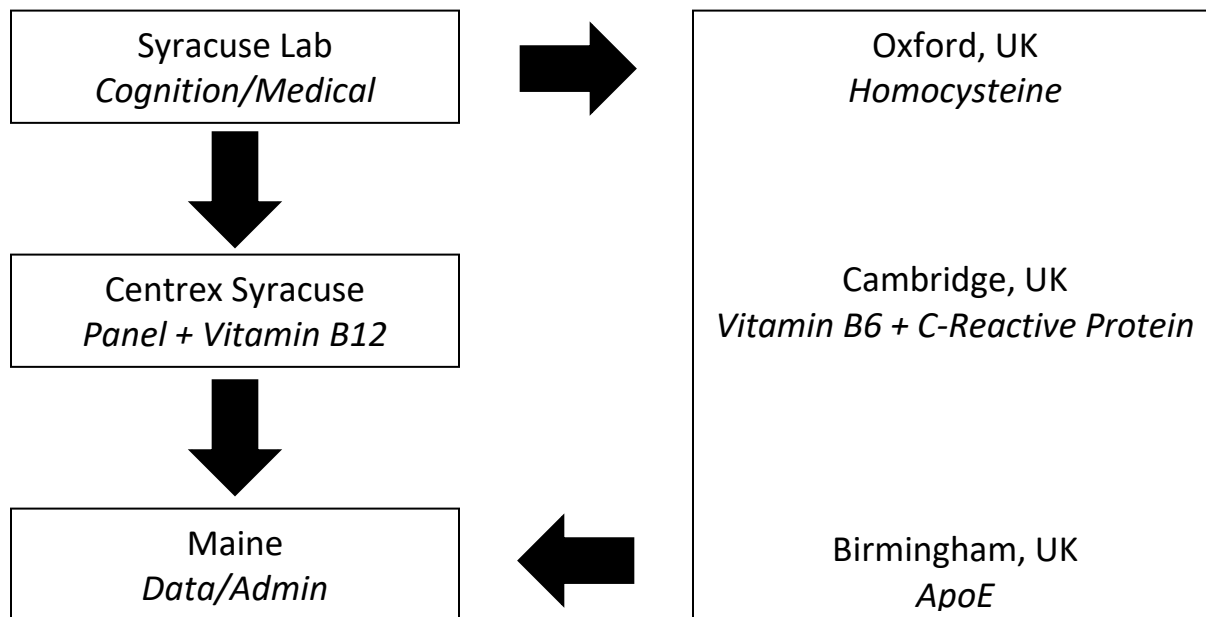 Syracuse Lab
Cognition/Medical
Oxford, UK
Homocysteine
Centrex Syracuse
Panel + Vitamin B12
Cambridge, UK
Vitamin B6 + C-Reactive Protein
Maine
Data/Admin
Birmingham, UK
ApoE